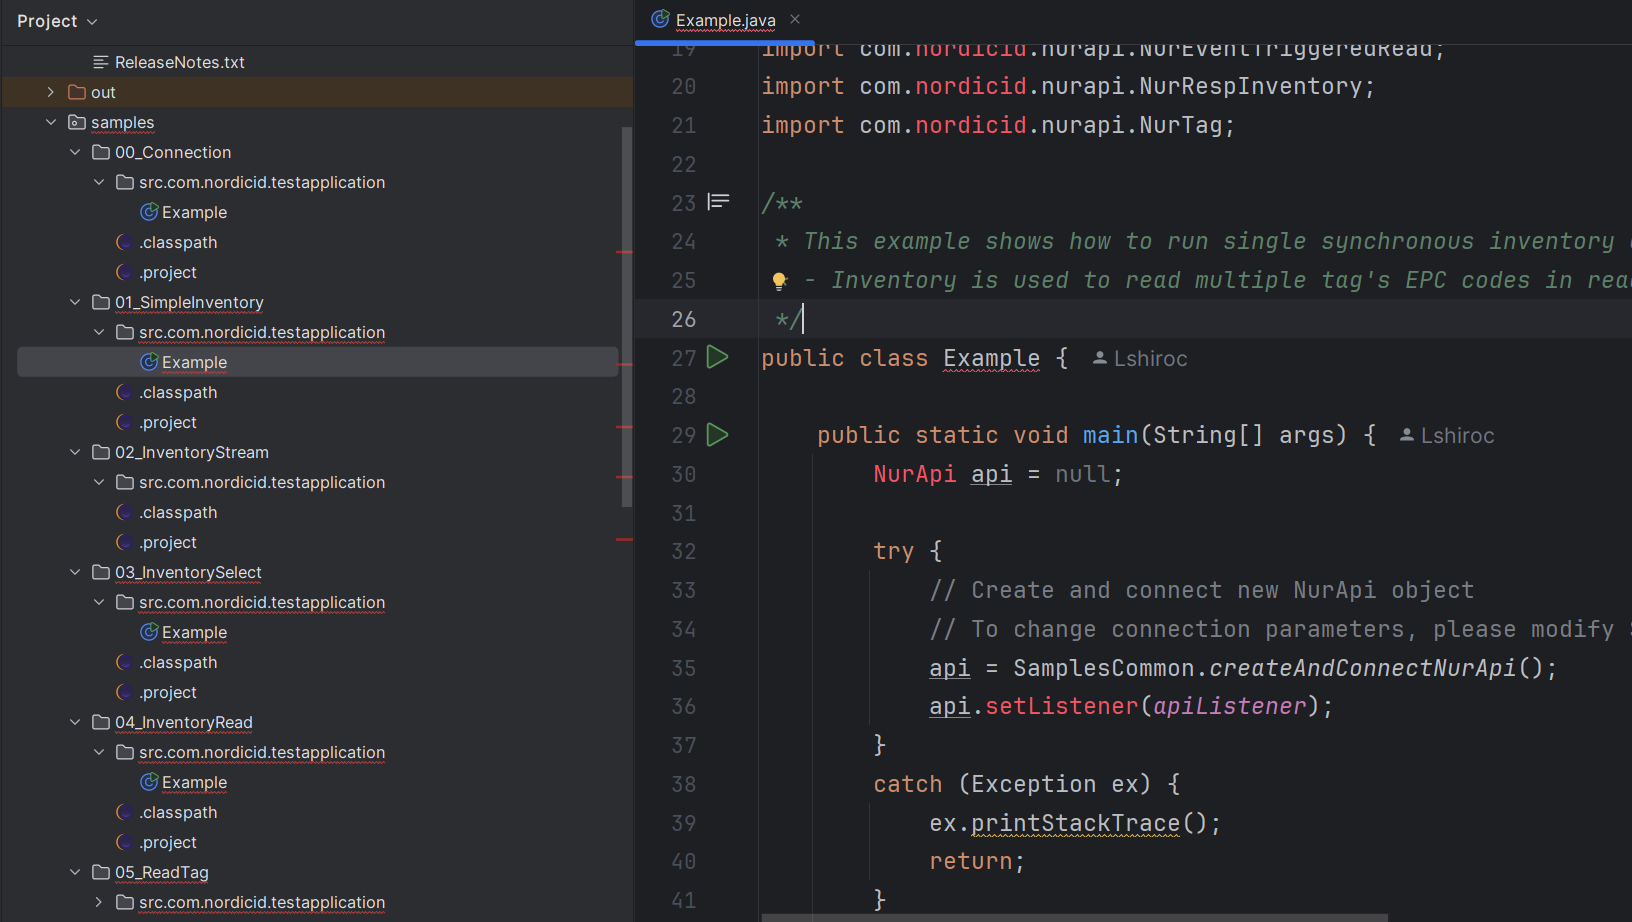 Project
ReleaseNotes.txt
out
samples
00_Connection
src.com.nordicid.testapplication
Example
.classpath
.project
01_SimpleInventory
src.com.nordicid.testapplication
Example
.classpath
.project
02_InventoryStream
src.com.nordicid.testapplication
.classpath
.project
03_InventorySelect
src.com.nordicid.testapplication
Example
.classpath
.project
04_InventoryRead
src.com.nordicid.testapplication
Example
.classpath
.project
05_ReadTag
src.com.nordicid.testapplication
Example.java
19 import com.nordicid.nurapi.NurEventTriggeredRead;
20 import com.nordicid.nurapi.NurRespInventory;
21 import com.nordicid.nurapi.NurTag;
22
23 /**
24 * This example shows how to run single synchronous inventory
25 - Inventory is used to read multiple tag's EPC codes in
26 */
27 public class Example { Lshiroc
28
29 public static void main(String[] args) { Lshiroc
30 NurApi api = null;
31
32 try {
33 // Create and connect new NurApi object
34 // To change connection parameters, please modify
35 api = SamplesCommon.createAndConnectNurApi();
36 api.setListener(apiListener);
37 }
38 catch (Exception ex) {
39 ex.printStackTrace();
40 return;
41 }